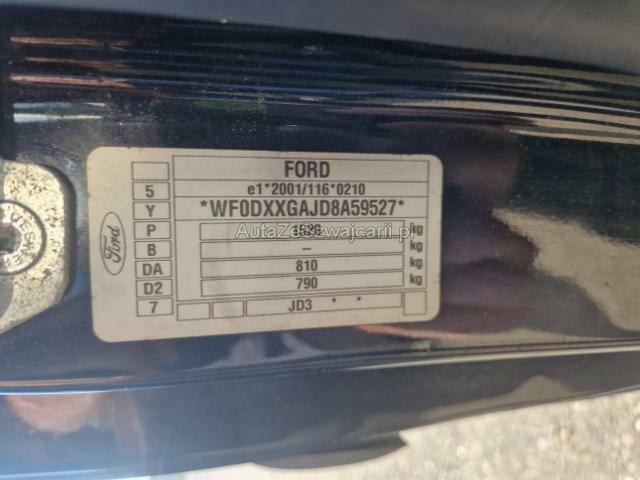 FORD
5 e1*2001/116*0210
Y *WF0DXXGAJD8A59527*
P kg
B – kg
DA 810 kg
D2 790 kg
7 JD3 * *
Ford
AutaZeSzwajcarii.pl